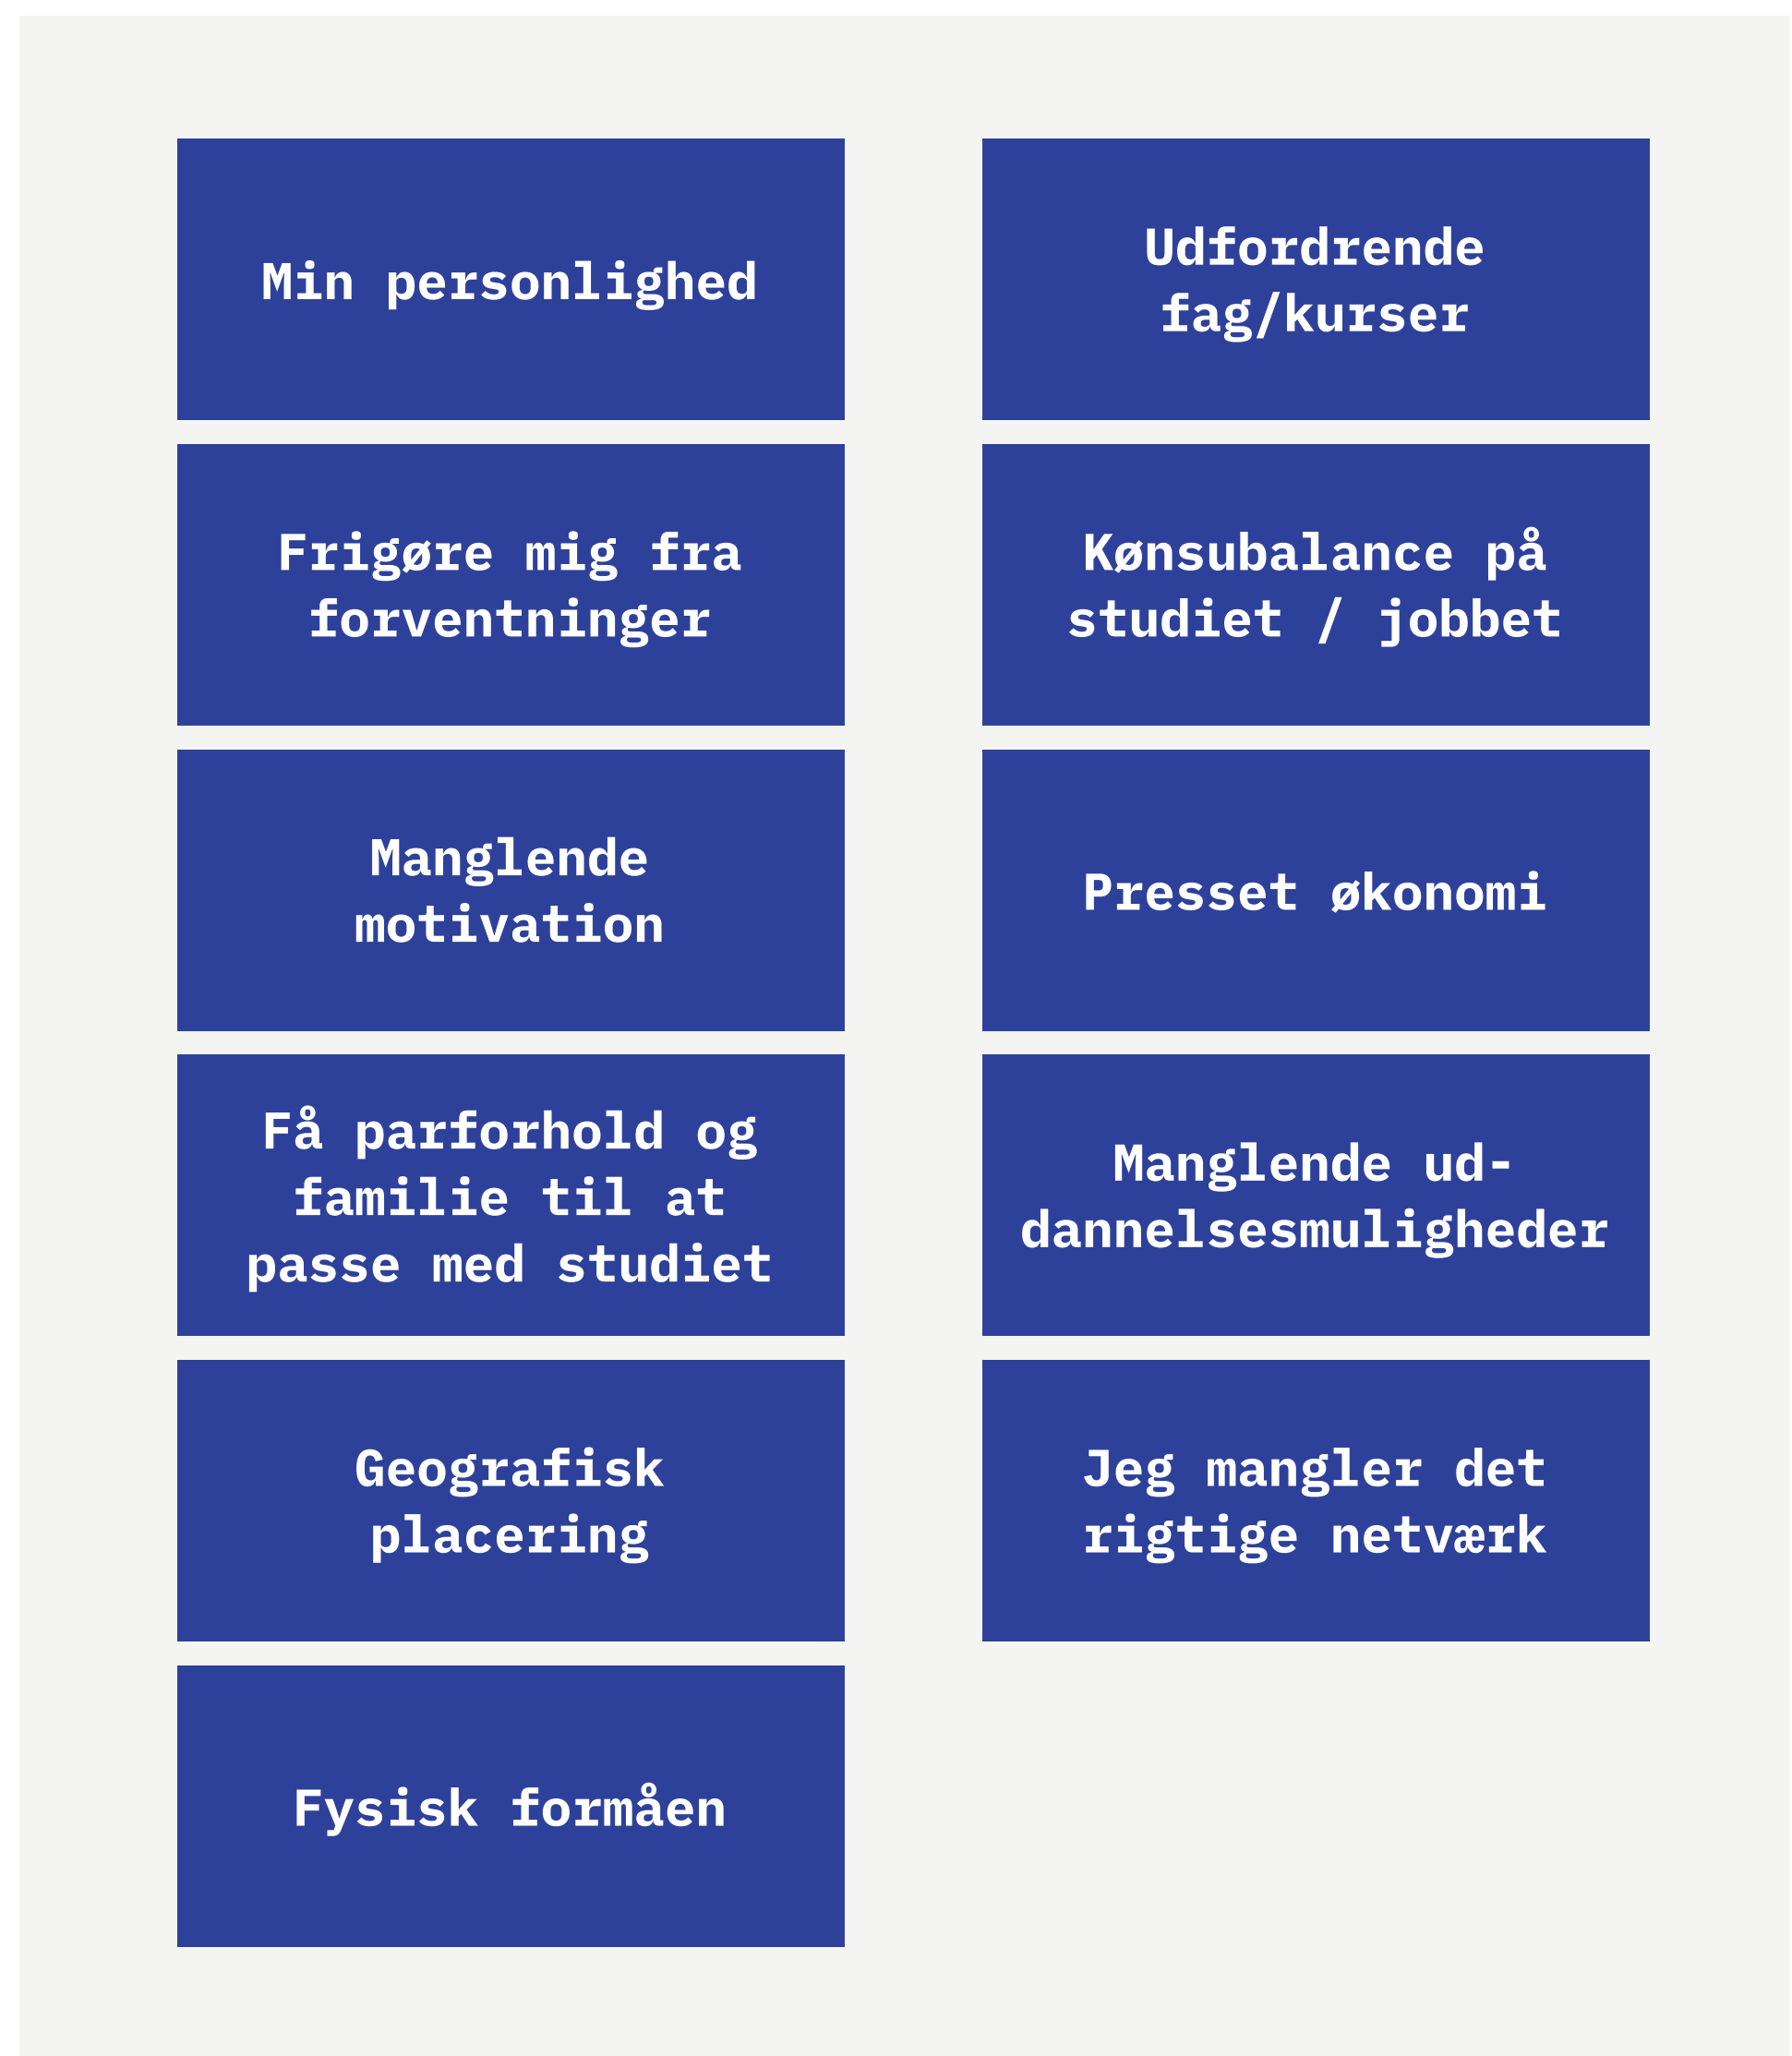 Min personlighed
Frigøre mig fra
forventninger
Manglende
motivation
Få parforhold og
familie til at
passe med studiet
Geografisk
placering
Fysisk formåen
Udfordrende
fag/kurser
Kønsubalance på
studiet / jobbet
Presset økonomi
Manglende ud-
dannelsesmuligheder
Jeg mangler det
rigtige netværk